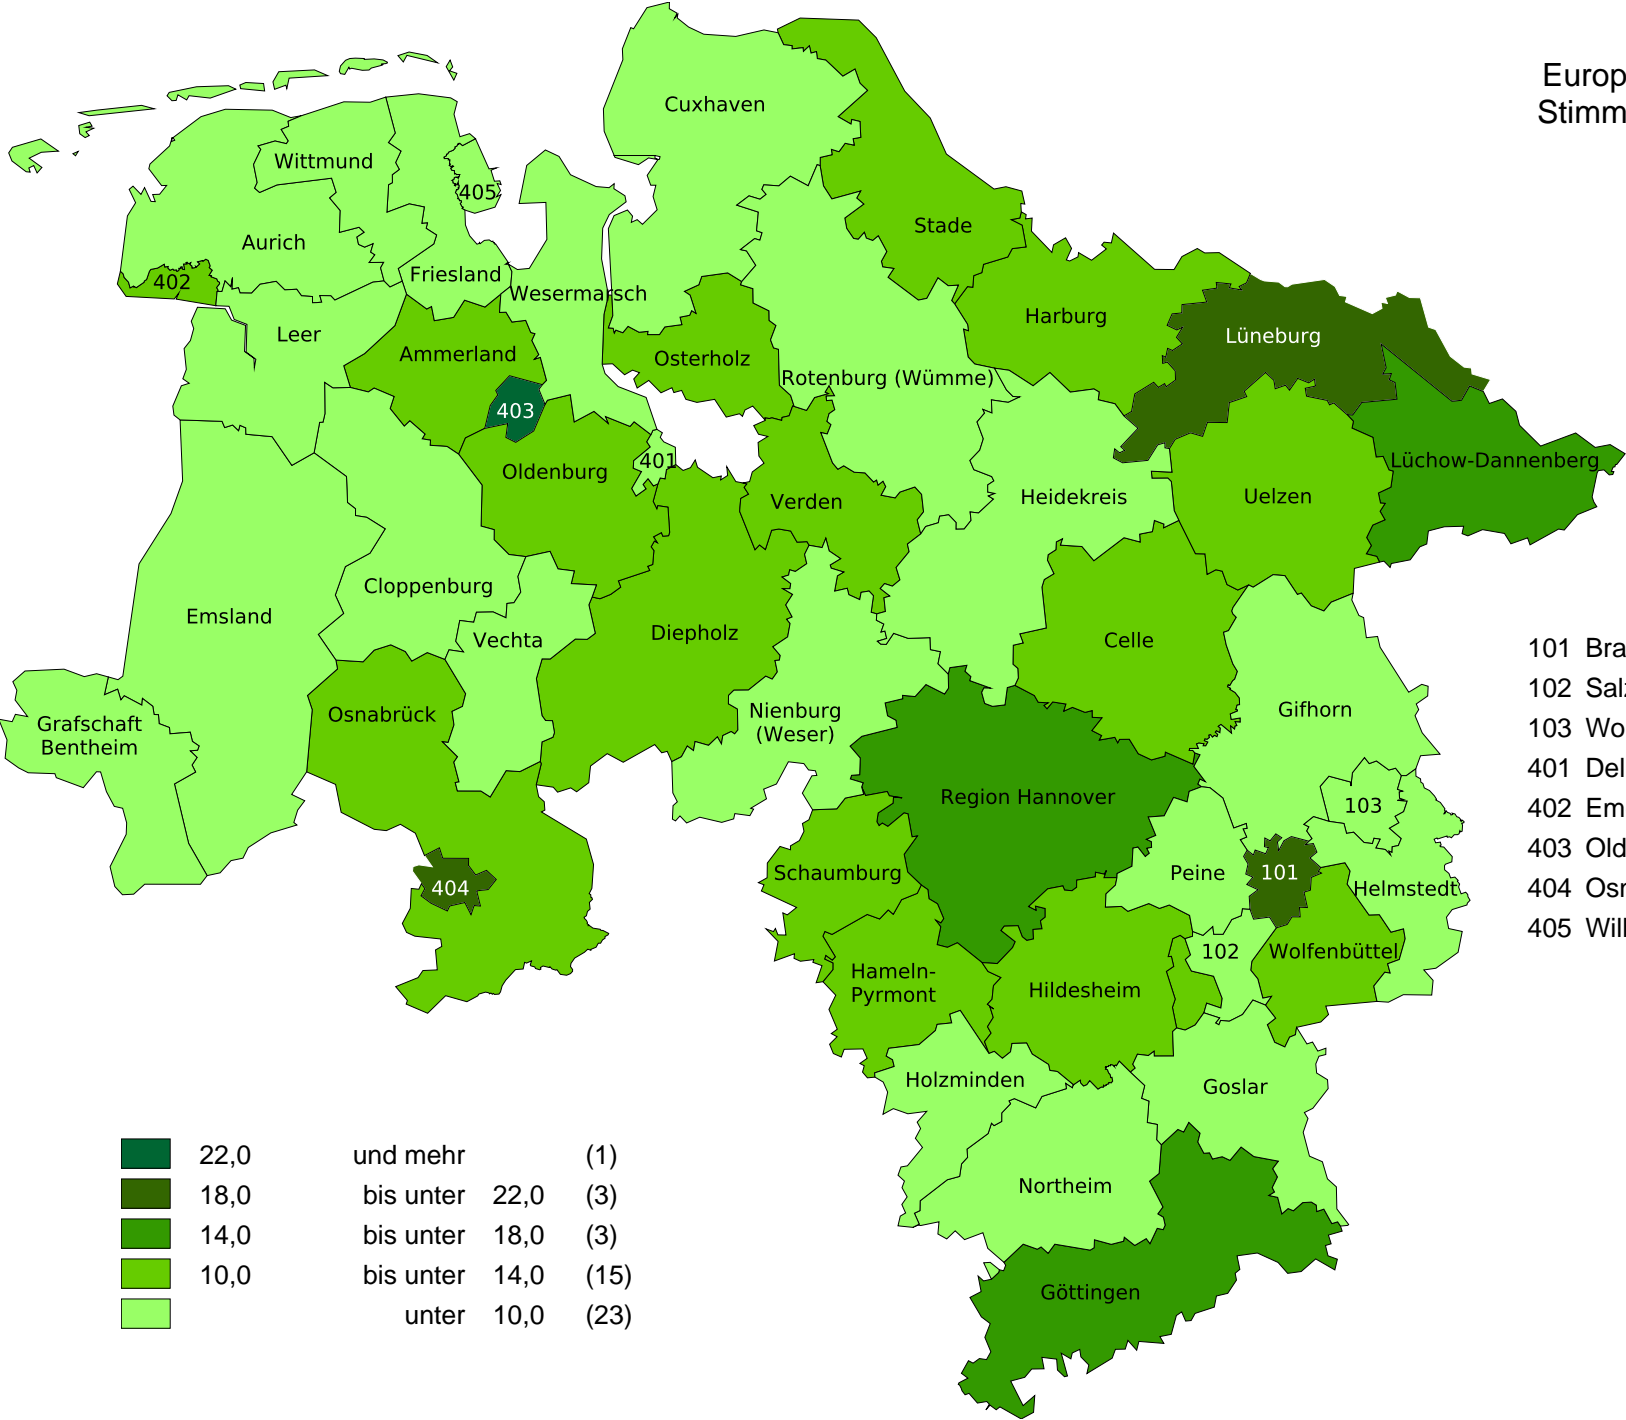 Europ
Stimm
Cuxhaven
Wittmund
405
Stade
Aurich
Friesland
402
Wesermarsch
Harburg
Leer
Lüneburg
Ammerland
Osterholz
Rotenburg (Wümme)
403
401
Lüchow-Dannenberg
Oldenburg
Verden
Heidekreis
Uelzen
Cloppenburg
Emsland
Vechta
Diepholz
Celle
Osnabrück
Nienburg
(Weser)
Gifhorn
Grafschaft
Bentheim
Region Hannover
103
Schaumburg
Peine
101
404
Helmstedt
102
Wolfenbüttel
Hameln-
Pyrmont
Hildesheim
Holzminden
Goslar
Northeim
Göttingen
101 Bra
102 Salz
103 Wo
401 Del
402 Em
403 Old
404 Osn
405 Will
22,0 und mehr (1)
18,0 bis unter 22,0 (3)
14,0 bis unter 18,0 (3)
10,0 bis unter 14,0 (15)
unter 10,0 (23)